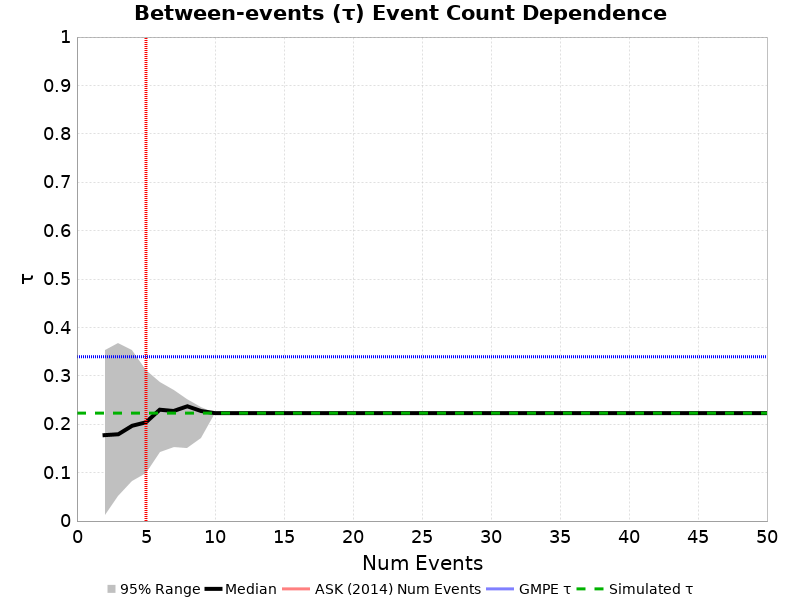 Between-events (τ) Event Count Dependence
1
0.9
0.8
0.7
0.6
0.5
0.4
0.3
0.2
0.1
0
τ
0 5 10 15 20 25 30 35 40 45 50
Num Events
95% Range Median ASK (2014) Num Events GMPE τ Simulated τ